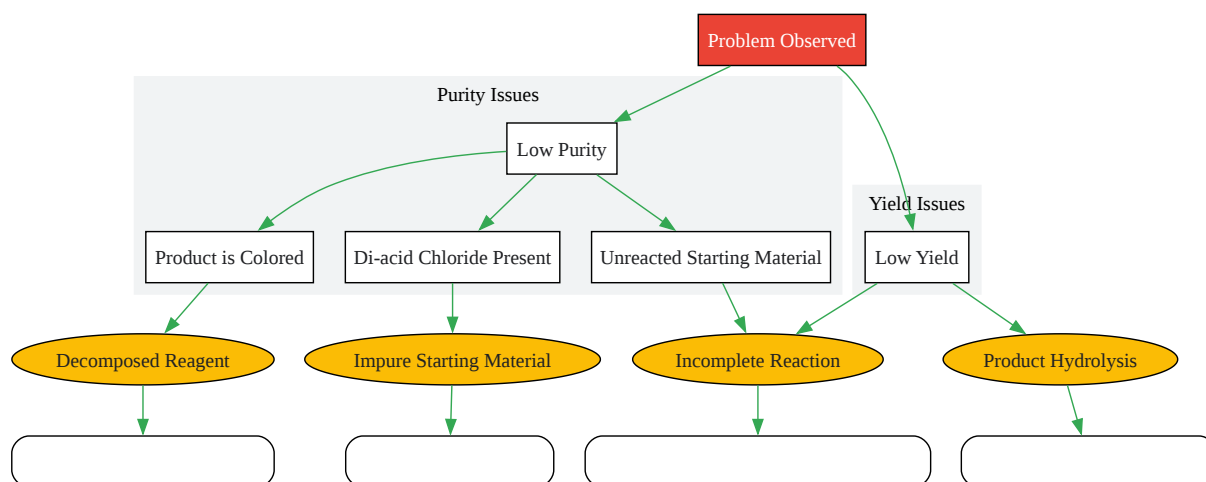 Problem Observed
Purity Issues
Low Purity
Yield Issues
Product is Colored
Di-acid Chloride Present
Unreacted Starting Material
Low Yield
Decomposed Reagent
Impure Starting Material
Incomplete Reaction
Product Hydrolysis